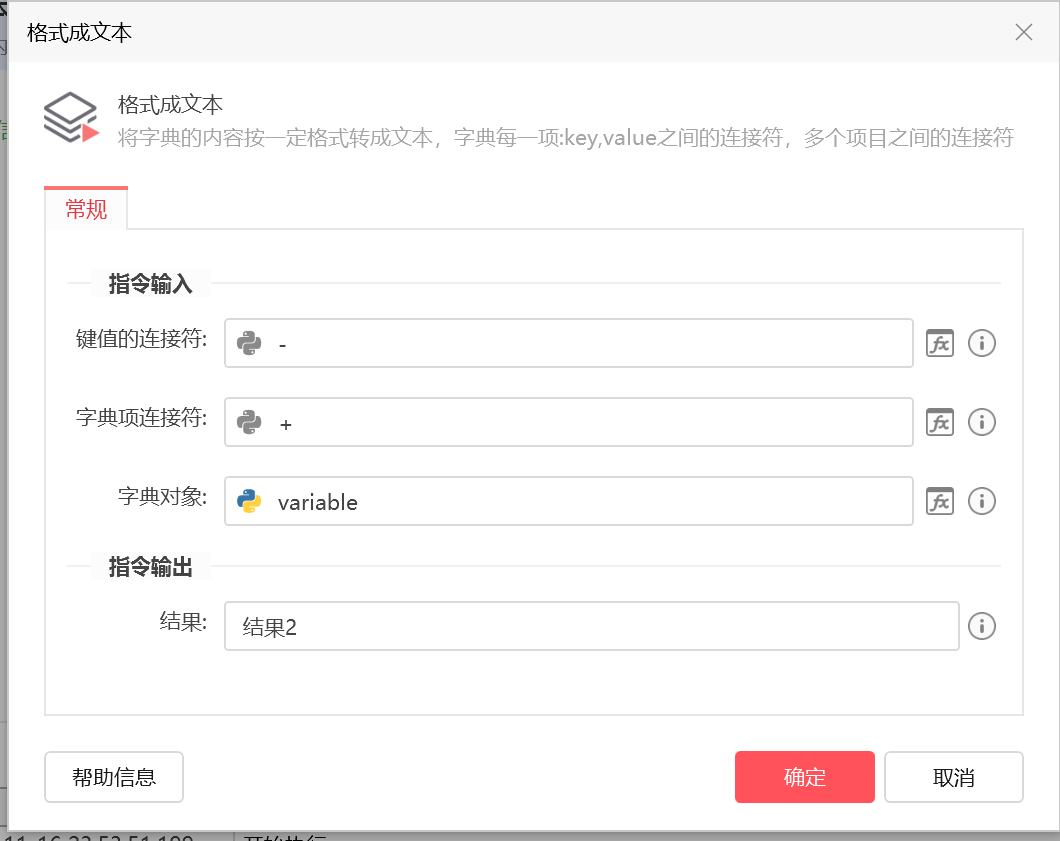 格式成文本
格式成文本
将字典的内容按一定格式转成文本，字典每一项:key,value之间的连接符，多个项目之间的连接符
常规
指令输入
键值的连接符: -
字典项连接符: +
字典对象: variable
指令输出
结果: 结果2
帮助信息 确定 取消